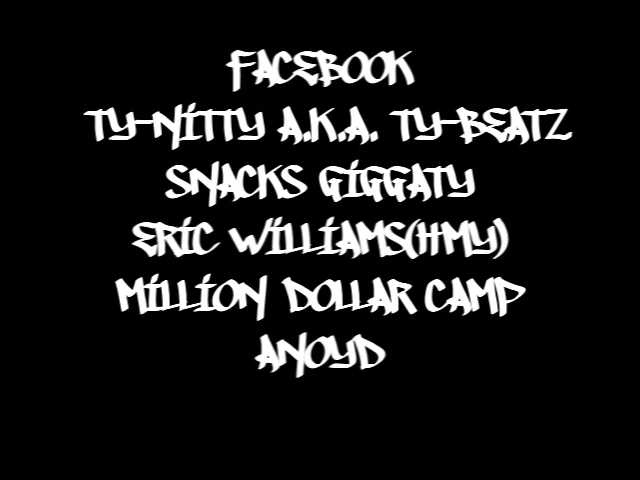 FACEBOOK
TY-NITTY A.K.A. TY-BEATZ
SNACKS GIGGATY
ERIC WILLIAMS(HMY)
MILLION DOLLAR CAMP
ANOYD